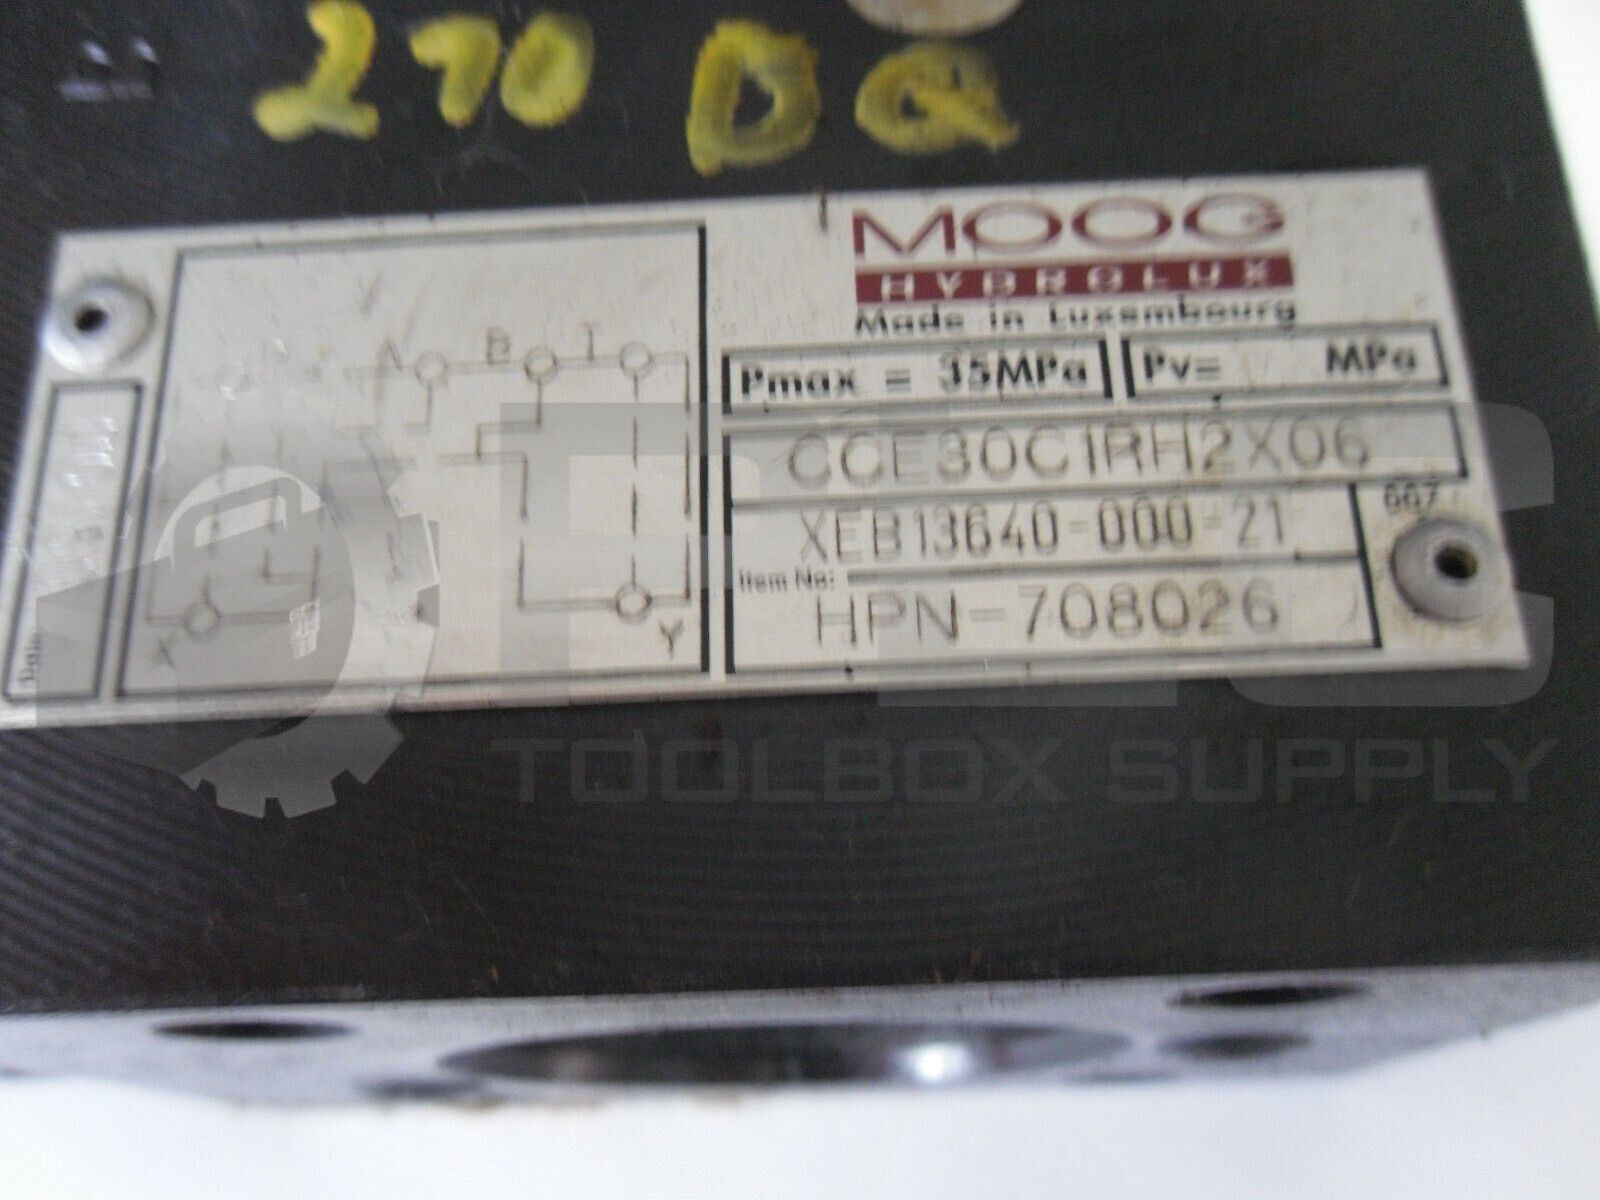 270 DQ
MOOG
HYDROLUX
Made in Luxembourg
A B T
Pmax = 35MPa
Pv= MPa
CCE30C1RH2X06
XEB13640-000-21
667
Item No:
HPN-708026
X Y
TOOLBOX SUPPLY